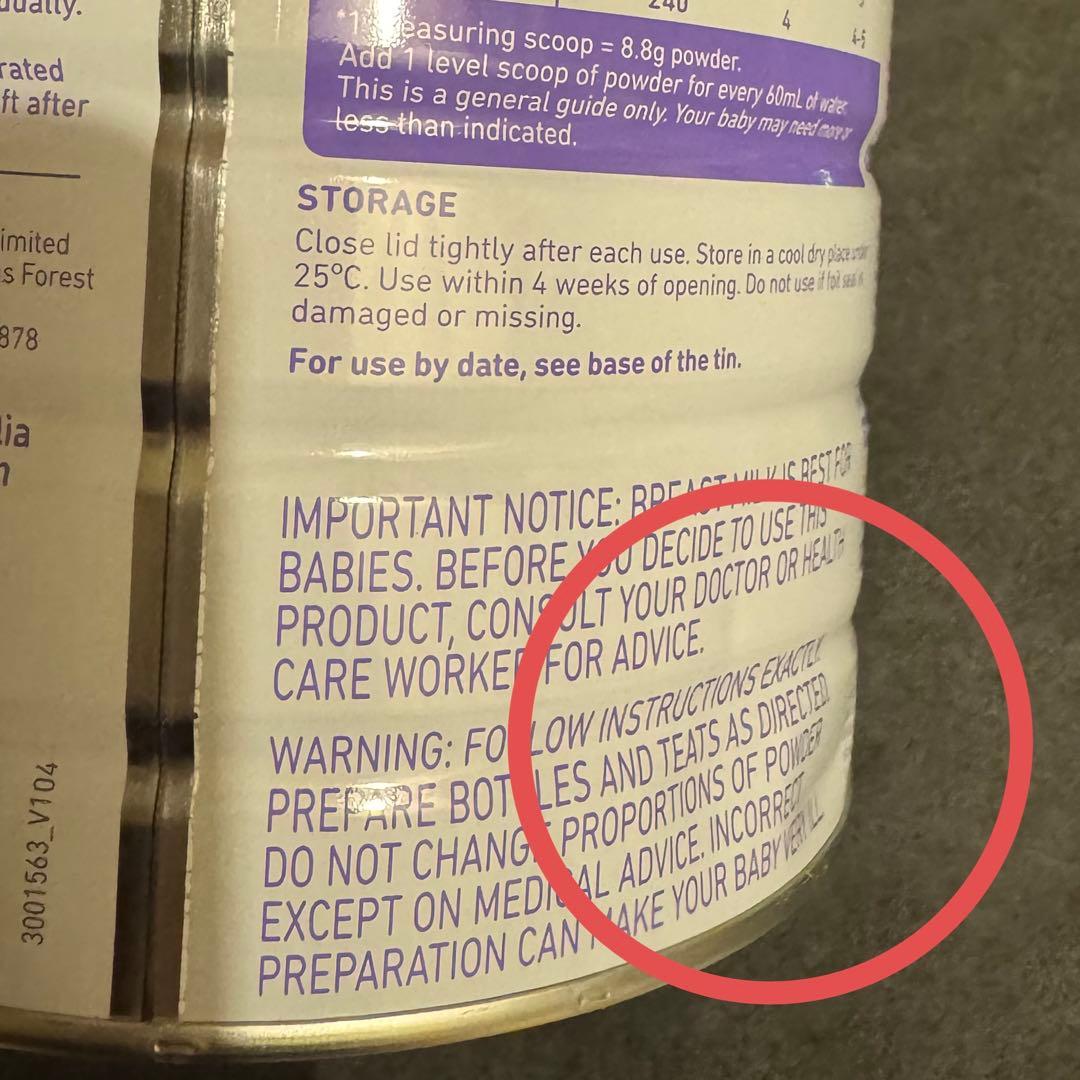 dually.
rated
ft after
imited
s Forest
878
lia
3001563_V104
240
4
4-5
easuring scoop = 8.8g powder.
Add 1 level scoop of powder for every 60mL of water.
This is a general guide only. Your baby may need more or
less than indicated.
STORAGE
Close lid tightly after each use. Store in a cool dry place under
25°C. Use within 4 weeks of opening. Do not use if foil seal is
damaged or missing.
For use by date, see base of the tin.
IMPORTANT NOTICE: BREAST MILK IS BEST FOR
BABIES. BEFORE YOU DECIDE TO USE THIS
PRODUCT, CONSULT YOUR DOCTOR OR HEALTH
CARE WORKER FOR ADVICE.
WARNING: FOLLOW INSTRUCTIONS EXACTLY.
PREPARE BOTTLES AND TEATS AS DIRECTED.
DO NOT CHANGE PROPORTIONS OF POWDER
EXCEPT ON MEDICAL ADVICE. INCORRECT
PREPARATION CAN MAKE YOUR BABY VERY ILL.